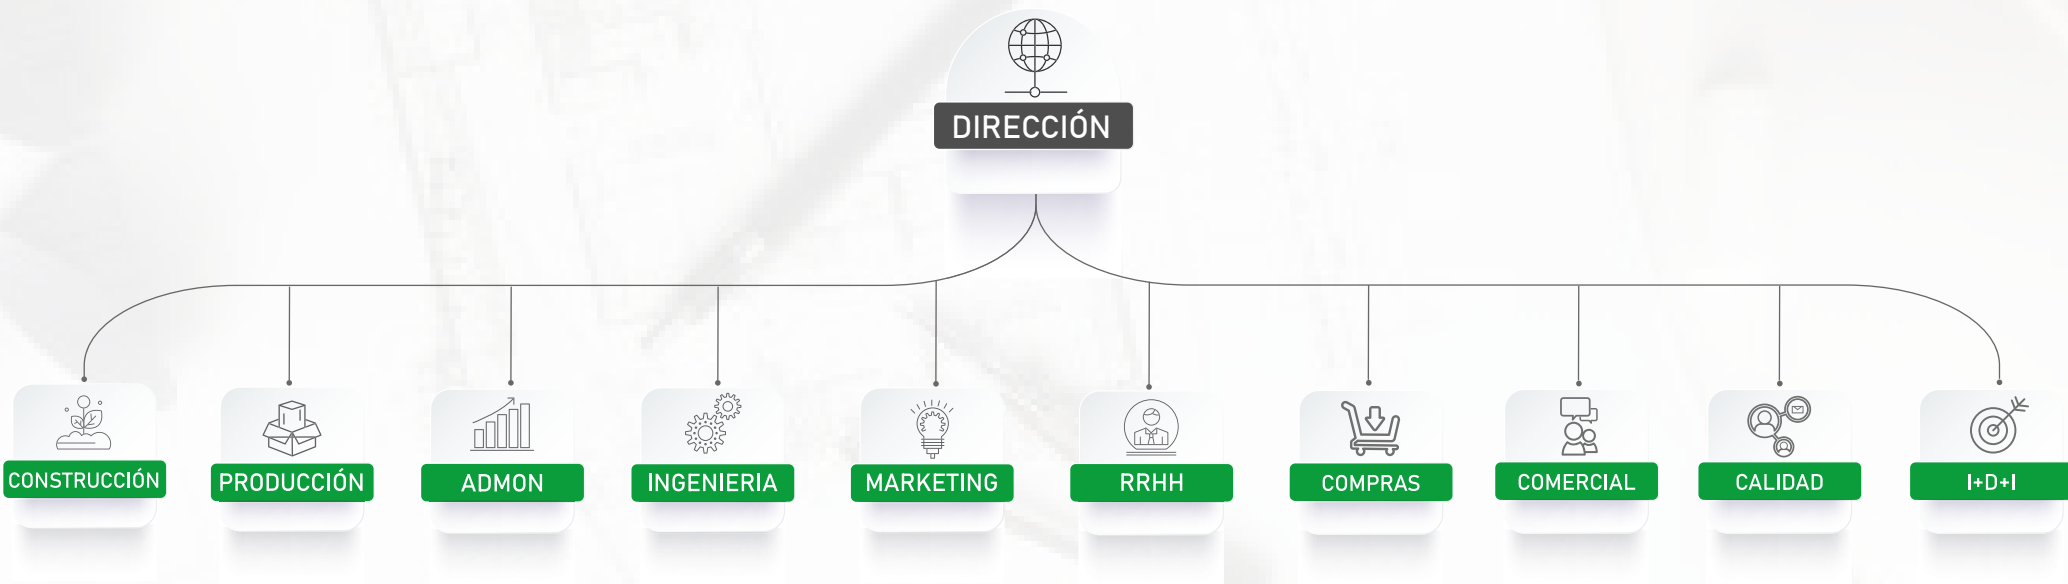 DIRECCIÓN
CONSTRUCCIÓN
PRODUCCIÓN
ADMON
INGENIERIA
MARKETING
RRHH
COMPRAS
COMERCIAL
CALIDAD
I+D+I